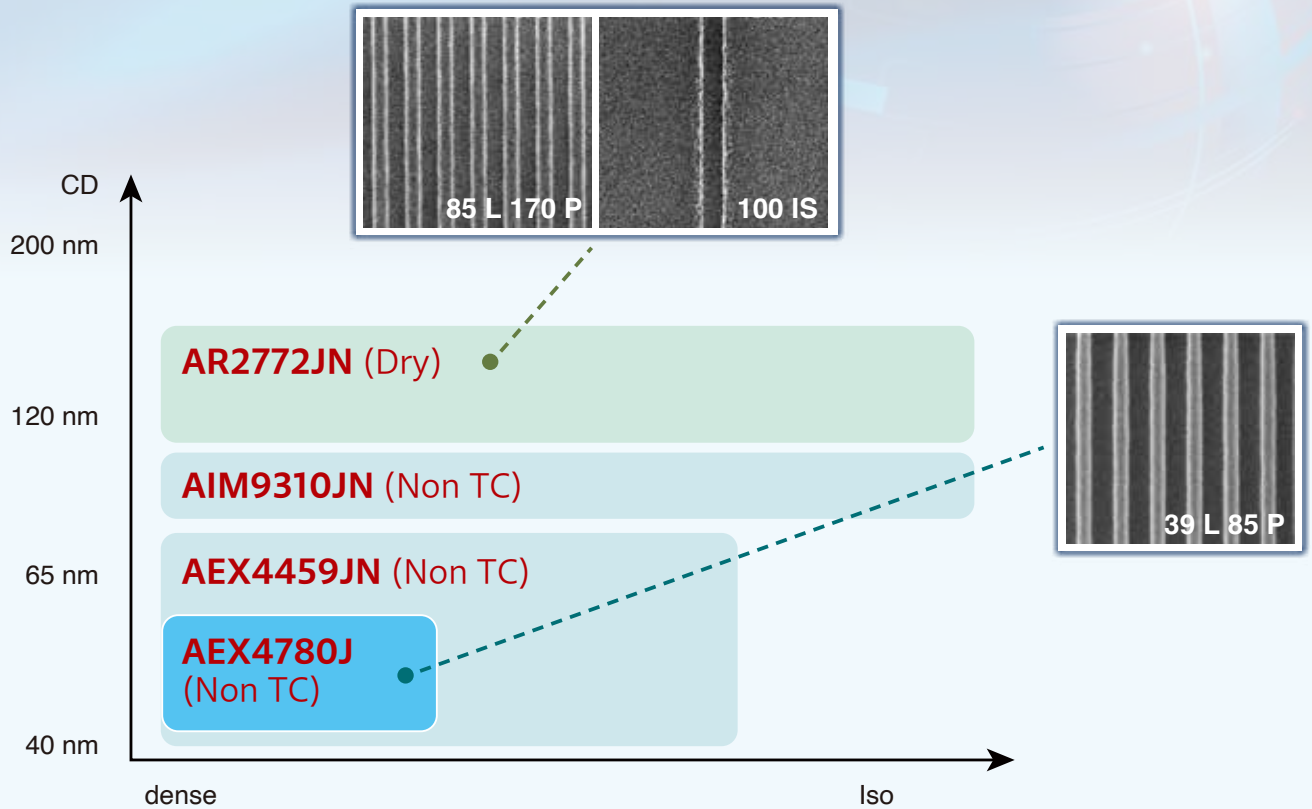 85 L 170 P
100 IS
CD
200 nm
AR2772JN (Dry)
120 nm
AIM9310JN (Non TC)
39 L 85 P
65 nm
AEX4459JN (Non TC)
AEX4780J
(Non TC)
40 nm
dense
Iso